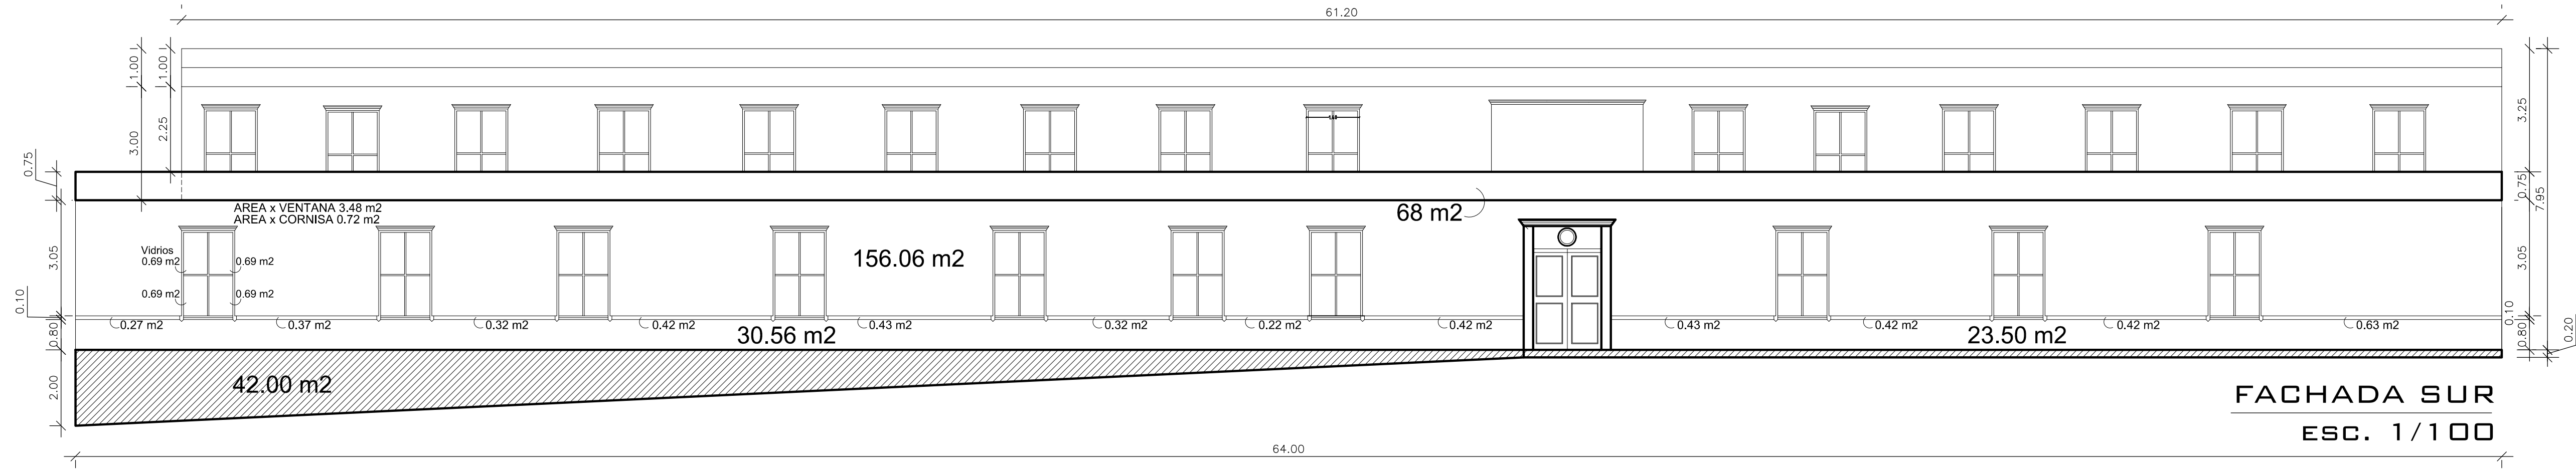 61.20
1.00
1.00
3.00
2.25
3.25
1.60
0.75
0.75
7.95
68 m2
AREA x VENTANA 3.48 m2
AREA x CORNISA 0.72 m2
Vidrios
0.69 m2
0.69 m2
0.69 m2
0.69 m2
156.06 m2
3.05
3.05
0.10
0.10
0.27 m2
0.37 m2
0.32 m2
0.42 m2
0.43 m2
0.32 m2
0.22 m2
0.42 m2
0.43 m2
0.42 m2
0.42 m2
0.63 m2
0.80
30.56 m2
23.50 m2
0.80
0.20
2.00
42.00 m2
FACHADA SUR
ESC. 1/100
64.00